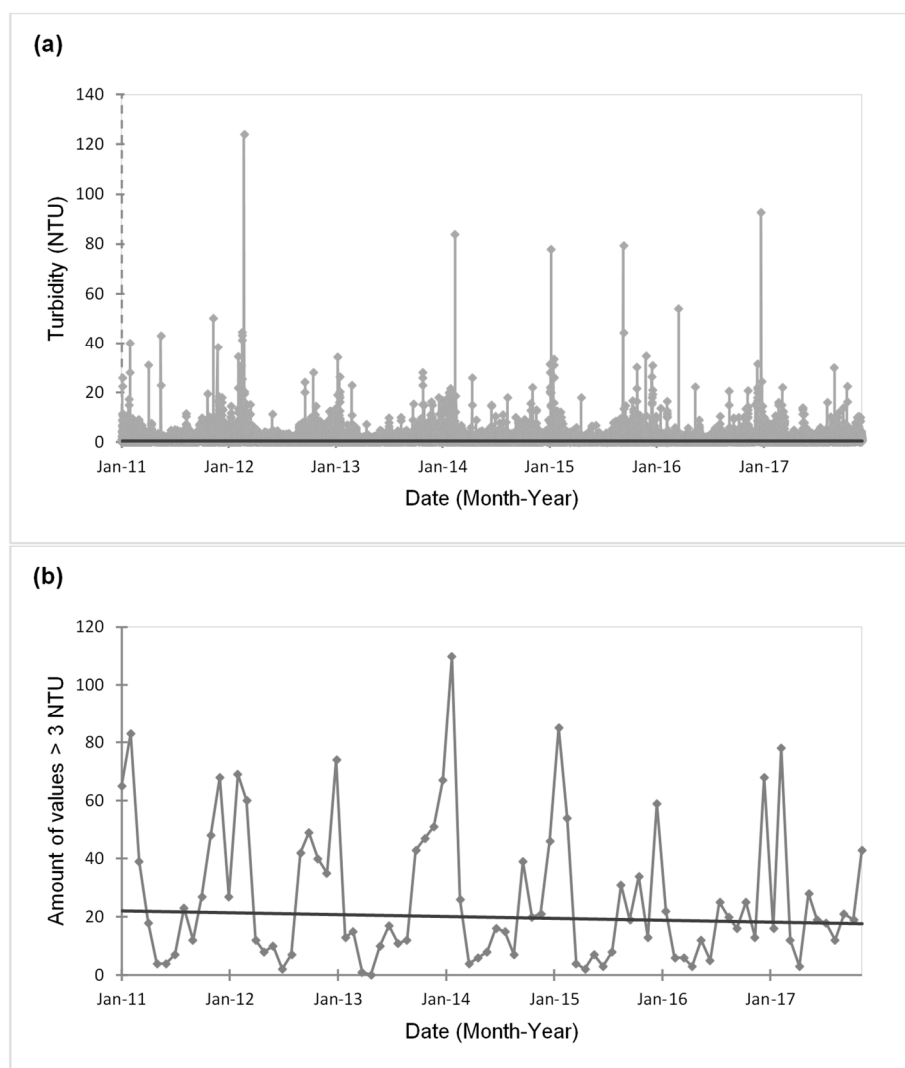 (a)
140
120
100
80
60
40
20
0
Turbidity (NTU)
Jan-11 Jan-12 Jan-13 Jan-14 Jan-15 Jan-16 Jan-17
Date (Month-Year)
(b)
120
100
80
60
40
20
0
Amount of values > 3 NTU
Jan-11 Jan-12 Jan-13 Jan-14 Jan-15 Jan-16 Jan-17
Date (Month-Year)